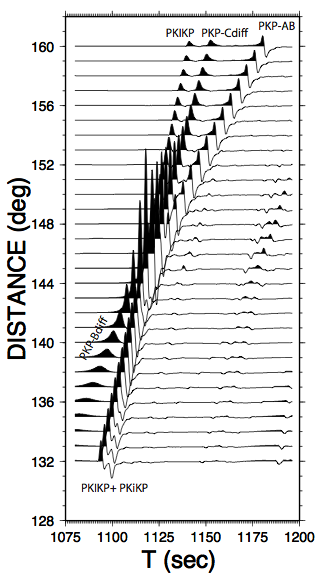 PKIKP PKP-Cdiff PKP-AB
160
156
152
148
144
140
136
132
128
DISTANCE (deg)
PKP-Bdiff
PKIKP+ PKiKP
1075 1100 1125 1150 1175 1200
T (sec)